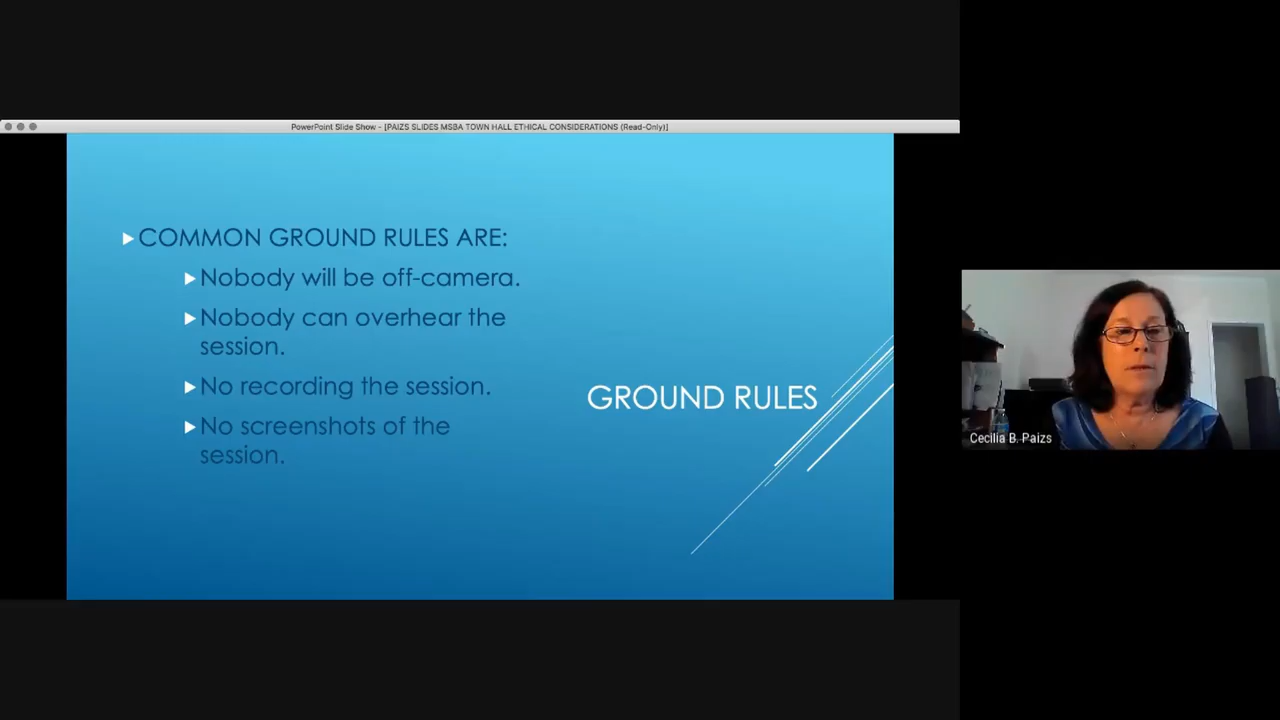 PowerPoint Slide Show - [PAIZS SLIDES MSBA TOWN HALL ETHICAL CONSIDERATIONS (Read-Only)]
COMMON GROUND RULES ARE:
Nobody will be off-camera.
Nobody can overhear the
session.
No recording the session.
No screenshots of the
session.
GROUND RULES
Cecilia B. Paizs